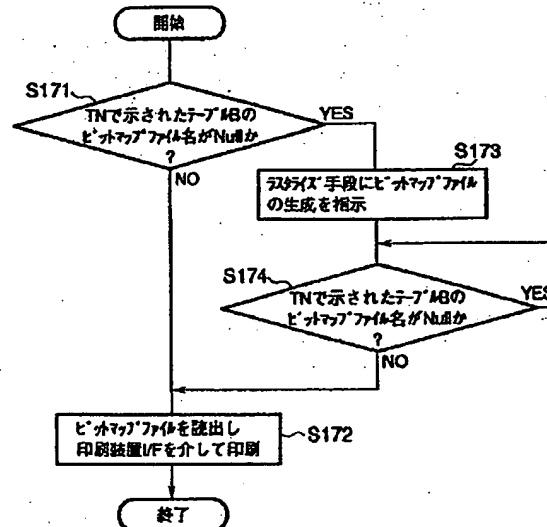 開始
S171
TNで示されたテーブルBの
ビットマップファイル名がNullか
?
YES
NO
S173
ラスタライズ手段にビットマップファイル
の生成を指示
S174
TNで示されたテーブルBの
ビットマップファイル名がNullか
?
YES
NO
ビットマップファイルを読出し
印刷装置I/Fを介して印刷
S172
終了